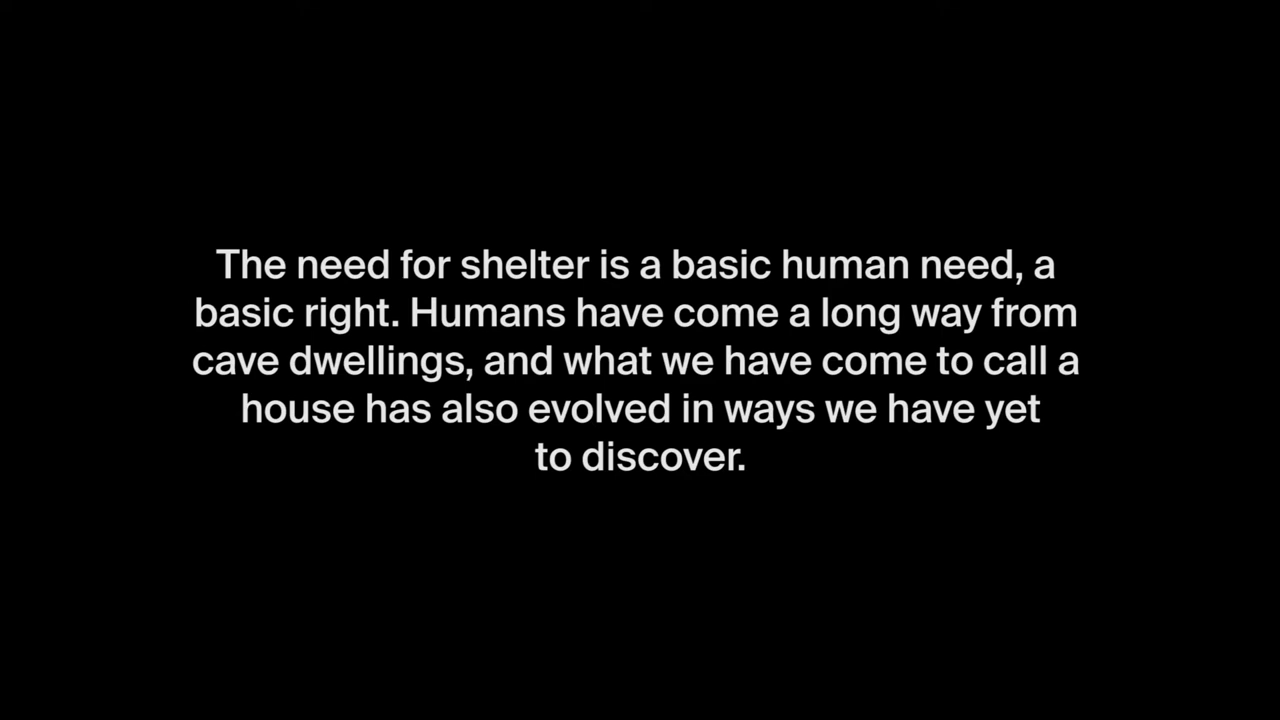 The need for shelter is a basic human need, a
basic right. Humans have come a long way from
cave dwellings, and what we have come to call a
house has also evolved in ways we have yet
to discover.